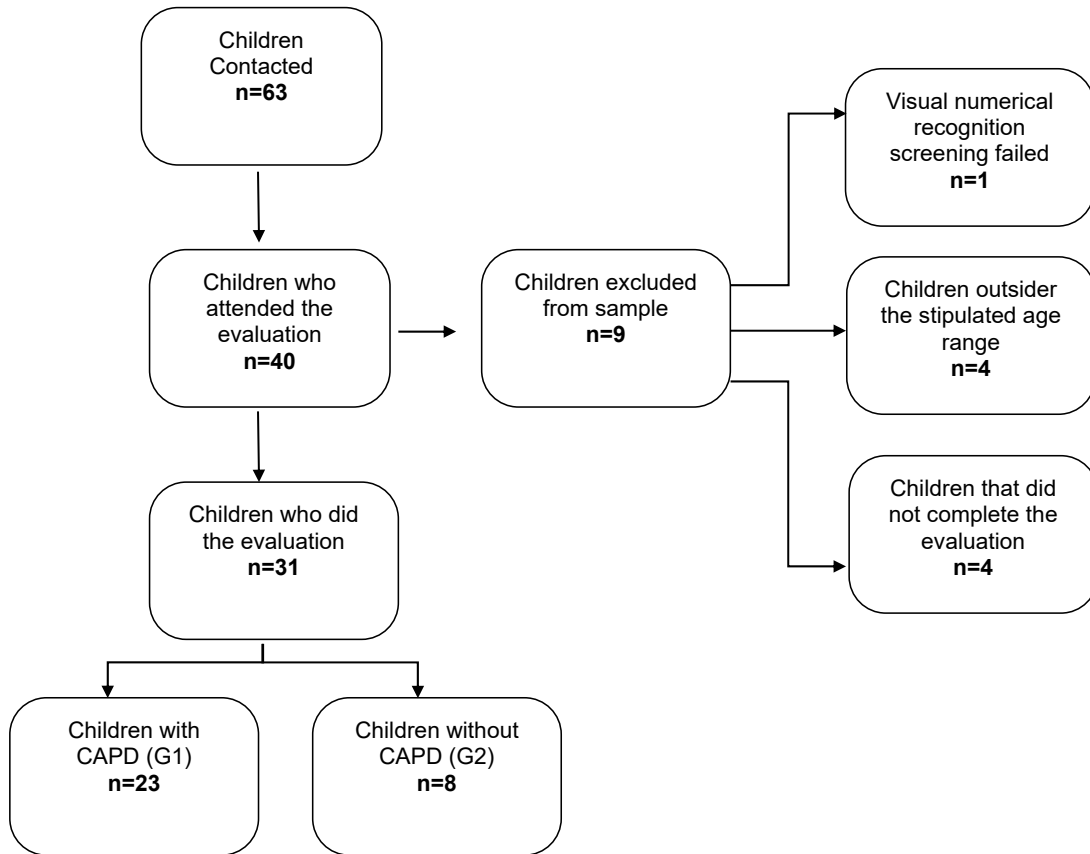 Children
Contacted
n=63
Visual numerical
recognition
screening failed
n=1
Children who
attended the
evaluation
n=40
Children excluded
from sample
n=9
Children outsider
the stipulated age
range
n=4
Children who did
the evaluation
n=31
Children that did
not complete the
evaluation
n=4
Children with
CAPD (G1)
n=23
Children without
CAPD (G2)
n=8